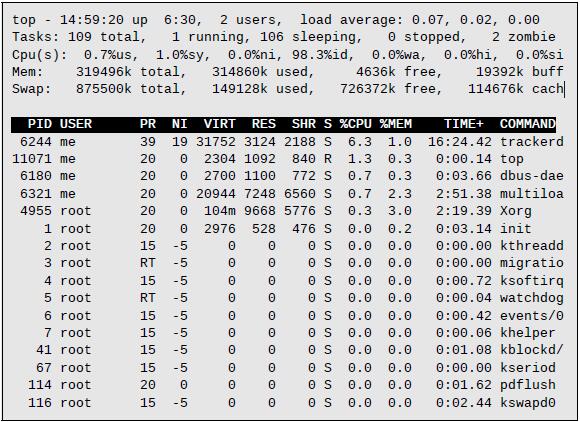 top - 14:59:20 up  6:30,  2 users,  load average: 0.07, 0.02, 0.00
Tasks: 109 total,   1 running, 106 sleeping,   0 stopped,   2 zombie
Cpu(s):  0.7%us,  1.0%sy,  0.0%ni, 98.3%id,  0.0%wa,  0.0%hi,  0.0%si
Mem:    319496k total,   314860k used,     4636k free,    19392k buff
Swap:   875500k total,   149128k used,   726372k free,   114676k cach
PID USER      PR  NI  VIRT  RES  SHR S %CPU %MEM    TIME+  COMMAND
6244 me        39  19 31752 3124 2188 S  6.3  1.0  16:24.42 trackerd
11071 me        20   0  2304 1092  840 R  1.3  0.3   0:00.14 top
6180 me        20   0  2700 1100  772 S  0.7  0.3   0:03.66 dbus-dae
6321 me        20   0 20944 7248 6560 S  0.7  2.3   2:51.38 multiloa
4955 root      20   0  104m 9668 5776 S  0.3  3.0   2:19.39 Xorg
1 root      20   0  2976  528  476 S  0.0  0.2   0:03.14 init
2 root      15  -5     0    0    0 S  0.0  0.0   0:00.00 kthreadd
3 root      RT  -5     0    0    0 S  0.0  0.0   0:00.00 migratio
4 root      15  -5     0    0    0 S  0.0  0.0   0:00.72 ksoftirq
5 root      RT  -5     0    0    0 S  0.0  0.0   0:00.04 watchdog
6 root      15  -5     0    0    0 S  0.0  0.0   0:00.42 events/0
7 root      15  -5     0    0    0 S  0.0  0.0   0:00.06 khelper
41 root      15  -5     0    0    0 S  0.0  0.0   0:01.08 kblockd/
67 root      15  -5     0    0    0 S  0.0  0.0   0:00.00 kseriod
114 root      20   0     0    0    0 S  0.0  0.0   0:01.62 pdflush
116 root      15  -5     0    0    0 S  0.0  0.0   0:02.44 kswapd0